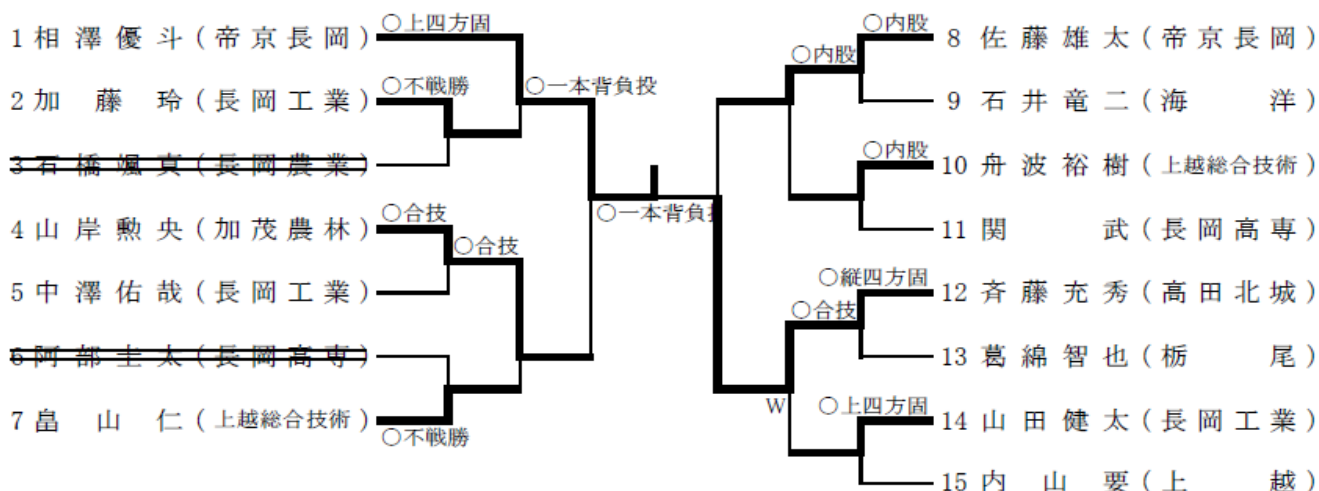 ○上四方固
1 相澤優斗(帝京長岡)
○不戦勝
○一本背負投
2 加藤玲(長岡工業)
3 石橋颯真(長岡農業)
○合技
4 山岸勲央(加茂農林)
○合技
5 中澤佑哉(長岡工業)
6 阿部圭太(長岡高専)
7 畠山仁(上越総合技術)
○不戦勝
○一本背負投
○内股
8 佐藤雄太(帝京長岡)
○内股
9 石井竜二(海洋)
○内股
10 舟波裕樹(上越総合技術)
11 関武(長岡高専)
○縦四方固
12 斉藤充秀(高田北城)
○合技
13 葛綿智也(栃尾)
W
○上四方固
14 山田健太(長岡工業)
15 内山要(上越)